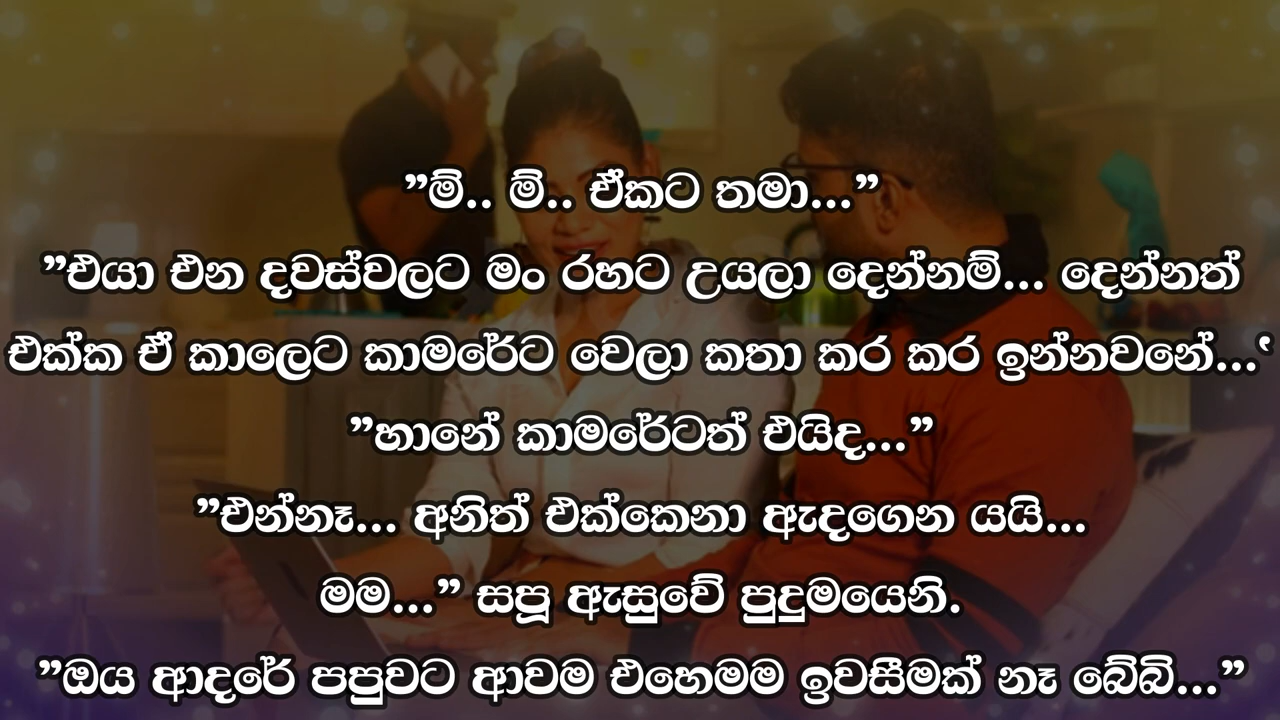 ”ම්.. ම්.. ඒකට තමා...”
”එයා එන දවස්වලට මං රහට උයලා දෙන්නම්... දෙන්නත්
එක්ක ඒ කාලෙට කාමරේට වෙලා කතා කර කර ඉන්නවනේ...‘
”හානේ කාමරේටත් එයිද...”
”එන්නෑ... අනිත් එක්කෙනා ඇදගෙන යයි...
මම...” සපූ ඇසුවේ පුදුමයෙනි.
”ඔය ආදරේ පපුවට ආවම එහෙමම ඉවසීමක් නෑ බේබි...”